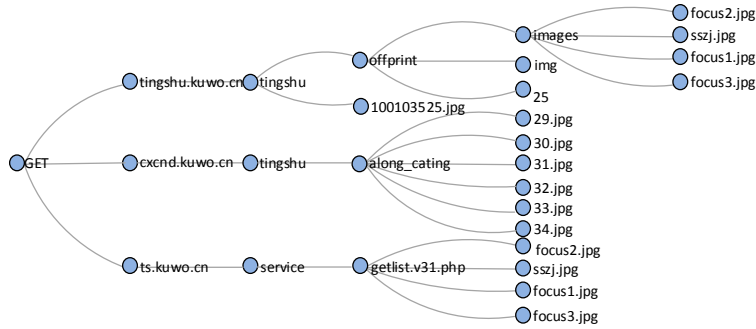 focus2.jpg
images
sszj.jpg
focus1.jpg
offprint
img
tingshu.kuwo.cn
tingshu
focus3.jpg
25
100103525.jpg
29.jpg
30.jpg
GET
cxcnd.kuwo.cn
tingshu
along_cating
31.jpg
32.jpg
33.jpg
34.jpg
focus2.jpg
ts.kuwo.cn
service
getlist.v31.php
sszj.jpg
focus1.jpg
focus3.jpg